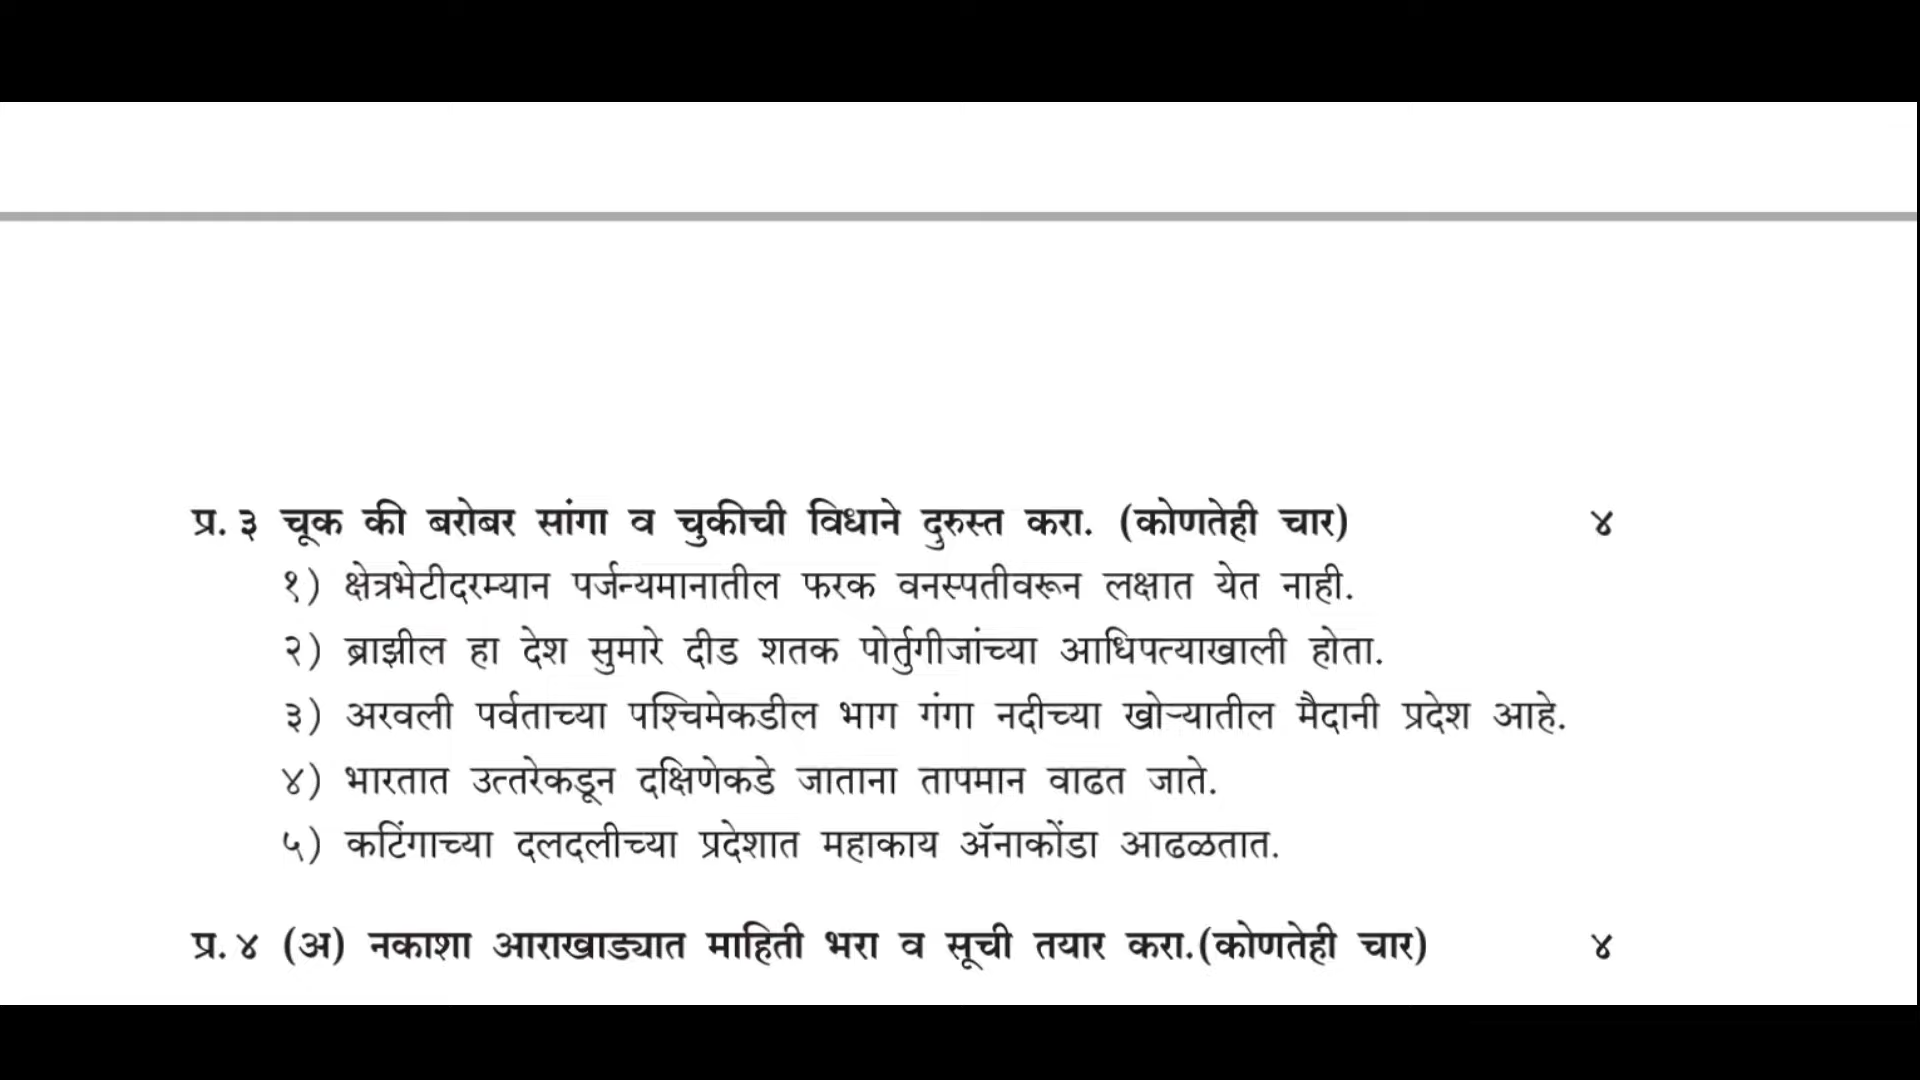 प्र. ३ चूक की बरोबर सांगा व चुकीची विधाने दुरुस्त करा. (कोणतेही चार) ४
१) क्षेत्रभेटीदरम्यान पर्जन्यमानातील फरक वनस्पतीवरून लक्षात येत नाही.
२) ब्राझील हा देश सुमारे दीड शतक पोर्तुगीजांच्या आधिपत्याखाली होता.
३) अरवली पर्वताच्या पश्चिमेकडील भाग गंगा नदीच्या खोऱ्यातील मैदानी प्रदेश आहे.
४) भारतात उत्तरेकडून दक्षिणेकडे जाताना तापमान वाढत जाते.
५) कटिंगाच्या दलदलीच्या प्रदेशात महाकाय ॲनाकोंडा आढळतात.
प्र. ४ (अ) नकाशा आराखाड्यात माहिती भरा व सूची तयार करा.(कोणतेही चार) ४